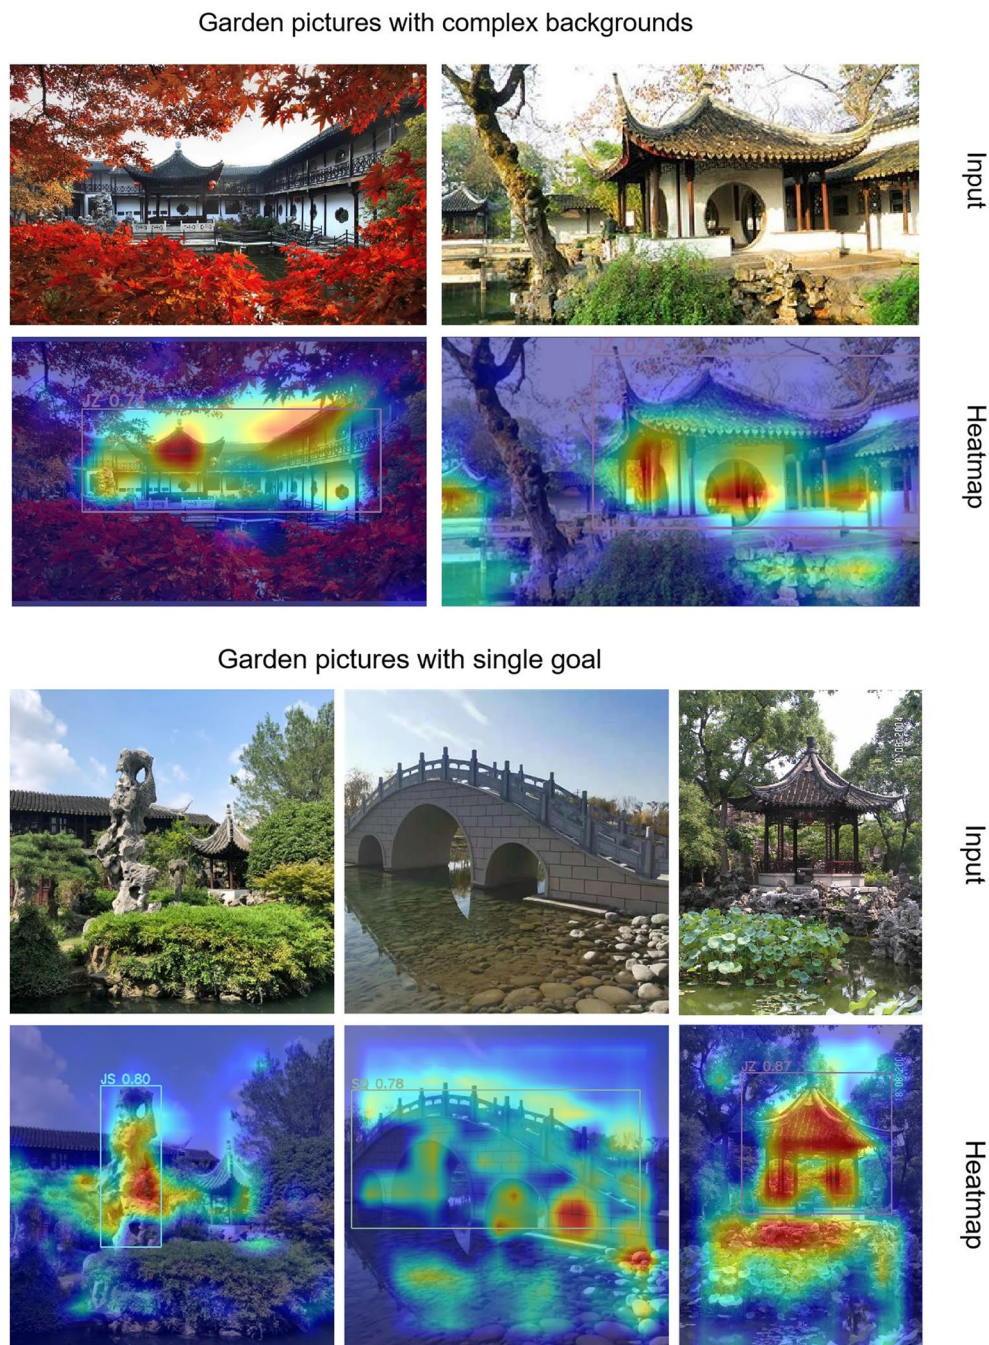 Garden pictures with complex backgrounds
Input
JZ 0.74
Heatmap
Garden pictures with single goal
Input
JS 0.80
SQ 0.78
JZ 0.87
Heatmap